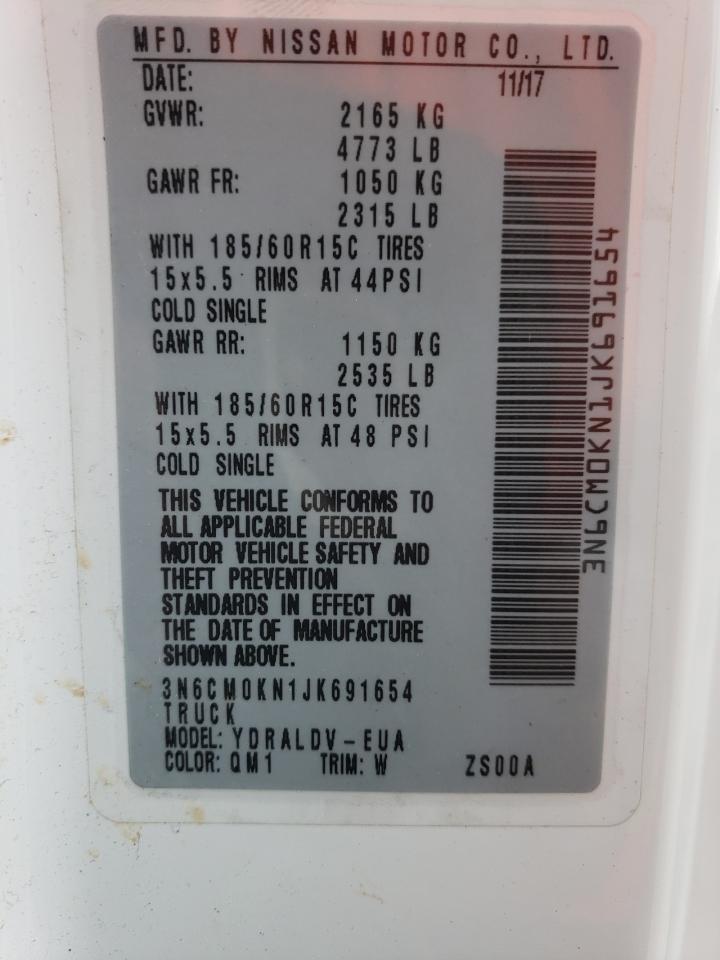 MFD. BY NISSAN MOTOR CO., LTD.
DATE: 11/17
GVWR: 2165 KG
4773 LB
GAWR FR: 1050 KG
2315 LB
WITH 185/60R15C TIRES
15x5.5 RIMS AT 44PSI
COLD SINGLE
GAWR RR: 1150 KG
2535 LB
WITH 185/60R15C TIRES
15x5.5 RIMS AT 48 PSI
COLD SINGLE
THIS VEHICLE CONFORMS TO
ALL APPLICABLE FEDERAL
MOTOR VEHICLE SAFETY AND
THEFT PREVENTION
STANDARDS IN EFFECT ON
THE DATE OF MANUFACTURE
SHOWN ABOVE.
3N6CM0KN1JK691654
TRUCK
MODEL: YDRALDV-EUA
COLOR: QM1 TRIM: W ZS00A
3N6CM0KN1JK691654